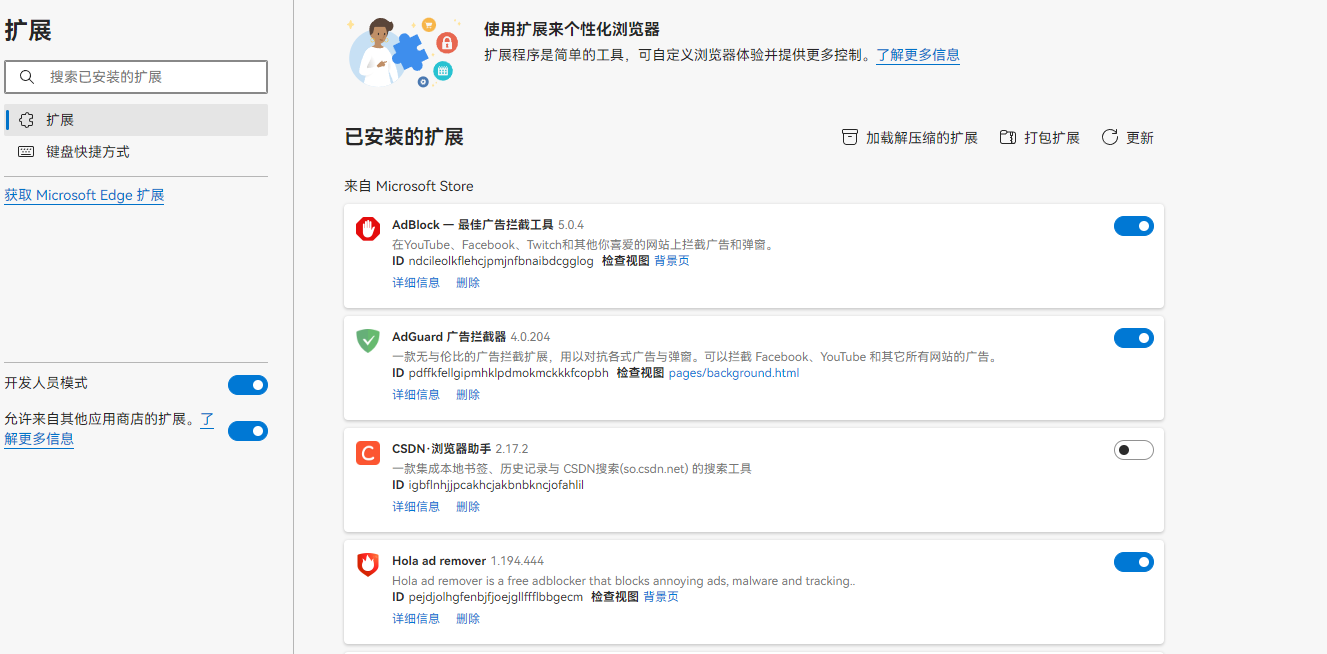 扩展
搜索已安装的扩展
扩展
键盘快捷方式
获取 Microsoft Edge 扩展
开发人员模式
允许来自其他应用商店的扩展。了
解更多信息
使用扩展来个性化浏览器
扩展程序是简单的工具，可自定义浏览器体验并提供更多控制。了解更多信息
已安装的扩展
加载解压缩的扩展 打包扩展 更新
来自 Microsoft Store
AdBlock — 最佳广告拦截工具 5.0.4
在YouTube、Facebook、Twitch和其他你喜爱的网站上拦截广告和弹窗。
ID ndcileolkflehcjpmjnfbnaibdcgglog 检查视图 背景页
详细信息 删除
AdGuard 广告拦截器 4.0.204
一款无与伦比的广告拦截扩展，用以对抗各式广告与弹窗。可以拦截 Facebook、YouTube 和其它所有网站的广告。
ID pdffkfellgipmhklpdmokmckkkfcopbh 检查视图 pages/background.html
详细信息 删除
CSDN·浏览器助手 2.17.2
一款集成本地书签、历史记录与 CSDN搜索(so.csdn.net) 的搜索工具
ID igbflnhjjpcakhcjakbnbkncjofahlil
详细信息 删除
Hola ad remover 1.194.444
Hola ad remover is a free adblocker that blocks annoying ads, malware and tracking..
ID pejdjolhgfenbjfjoejgllffflbbgecm 检查视图 背景页
详细信息 删除